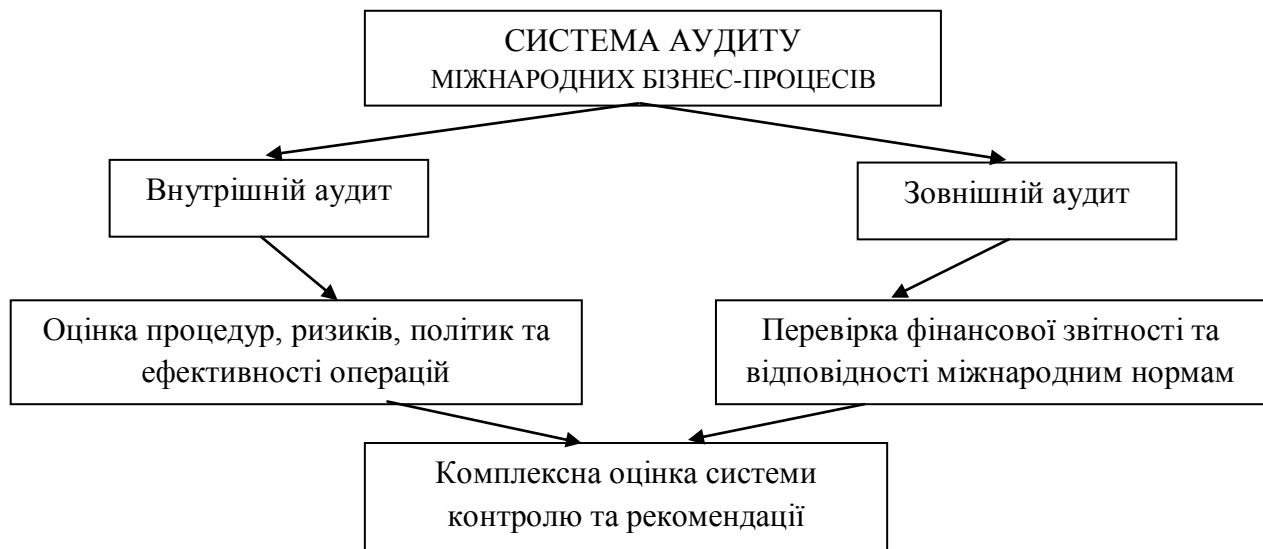 СИСТЕМА АУДИТУ
МІЖНАРОДНИХ БІЗНЕС-ПРОЦЕСІВ
Внутрішній аудит
Зовнішній аудит
Оцінка процедур, ризиків, політик та
ефективності операцій
Перевірка фінансової звітності та
відповідності міжнародним нормам
Комплексна оцінка системи
контролю та рекомендації